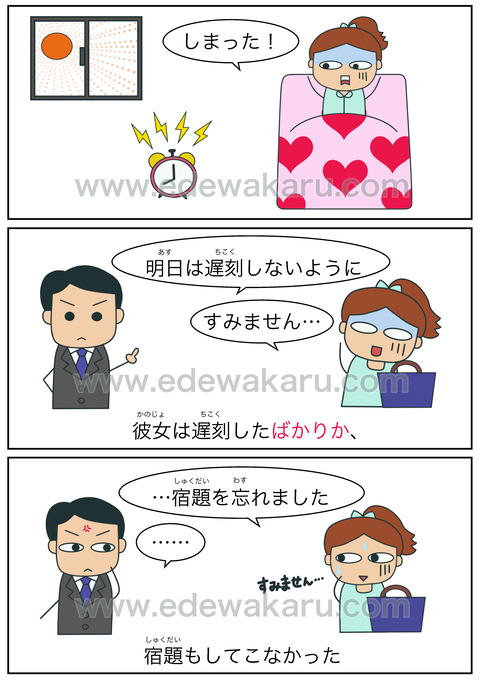 しまった！
www.edewakaru.com
明日は遅刻しないように
あす ちこく
すみません…
www.edewakaru.com
彼女は遅刻したばかりか、
かのじょ ちこく
…宿題を忘れました
しゅくだい わす
……
すみません…
www.edewakaru.com
宿題もしてこなかった
しゅくだい